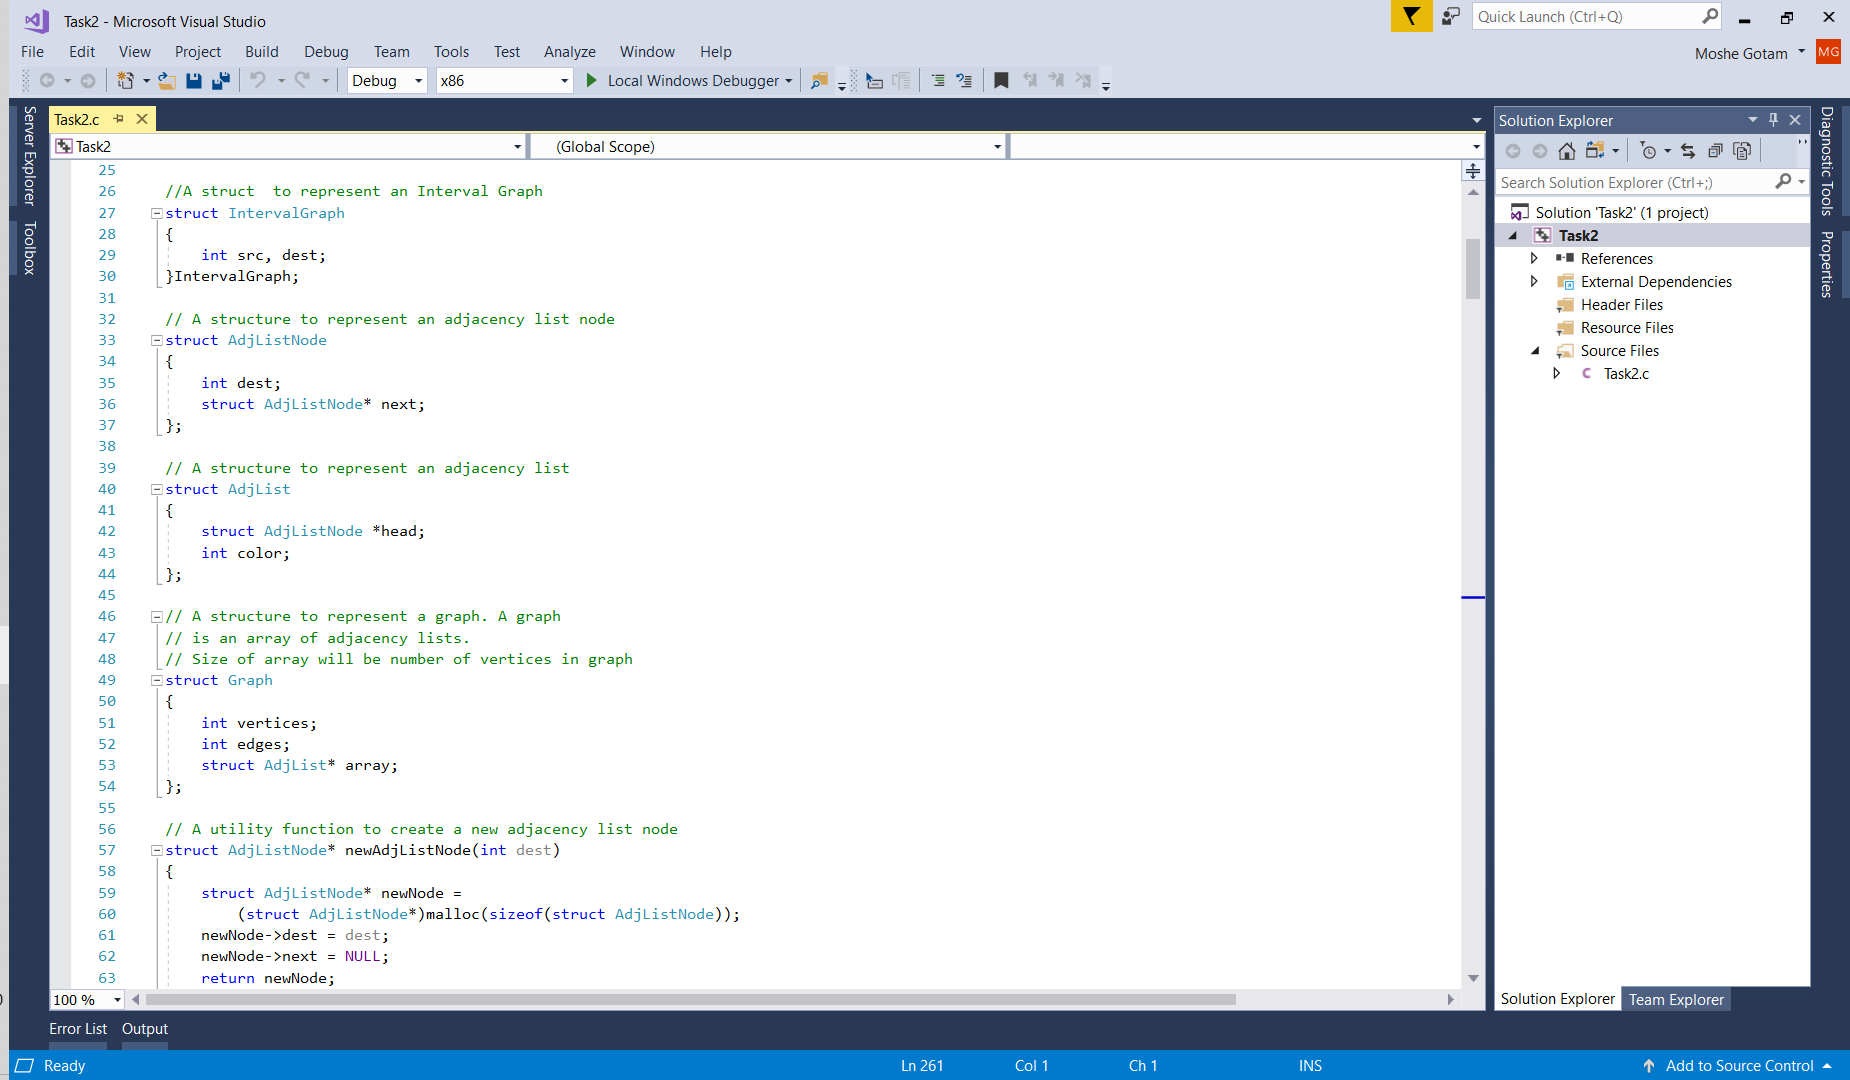 Task2 - Microsoft Visual Studio
Quick Launch (Ctrl+Q)
File Edit View Project Build Debug Team Tools Test Analyze Window Help
Moshe Gotam MG
Debug x86 Local Windows Debugger
Server Explorer
Toolbox
Task2.c
Task2 (Global Scope)
25
26 //A struct  to represent an Interval Graph
27 struct IntervalGraph
28 {
29 int src, dest;
30 }IntervalGraph;
31
32 // A structure to represent an adjacency list node
33 struct AdjListNode
34 {
35 int dest;
36 struct AdjListNode* next;
37 };
38
39 // A structure to represent an adjacency list
40 struct AdjList
41 {
42 struct AdjListNode *head;
43 int color;
44 };
45
46 // A structure to represent a graph. A graph
47 // is an array of adjacency lists.
48 // Size of array will be number of vertices in graph
49 struct Graph
50 {
51 int vertices;
52 int edges;
53 struct AdjList* array;
54 };
55
56 // A utility function to create a new adjacency list node
57 struct AdjListNode* newAdjListNode(int dest)
58 {
59 struct AdjListNode* newNode =
60 (struct AdjListNode*)malloc(sizeof(struct AdjListNode));
61 newNode->dest = dest;
62 newNode->next = NULL;
63 return newNode;
100 %
Solution Explorer
Search Solution Explorer (Ctrl+;)
Solution 'Task2' (1 project)
Task2
References
External Dependencies
Header Files
Resource Files
Source Files
C Task2.c
Solution Explorer Team Explorer
Diagnostic Tools
Properties
Error List Output
Ready Ln 261 Col 1 Ch 1 INS Add to Source Control